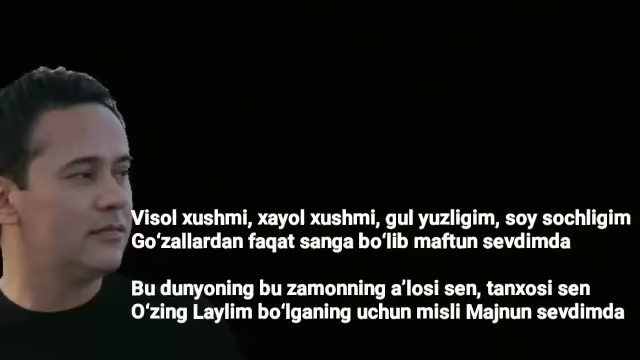 Visol xushmi, xayol xushmi, gul yuzligim, soy sochligim
Go‘zallardan faqat sanga bo‘lib maftun sevdimda
Bu dunyoning bu zamonning a’losi sen, tanxosi sen
O‘zing Laylim bo‘lganing uchun misli Majnun sevdimda